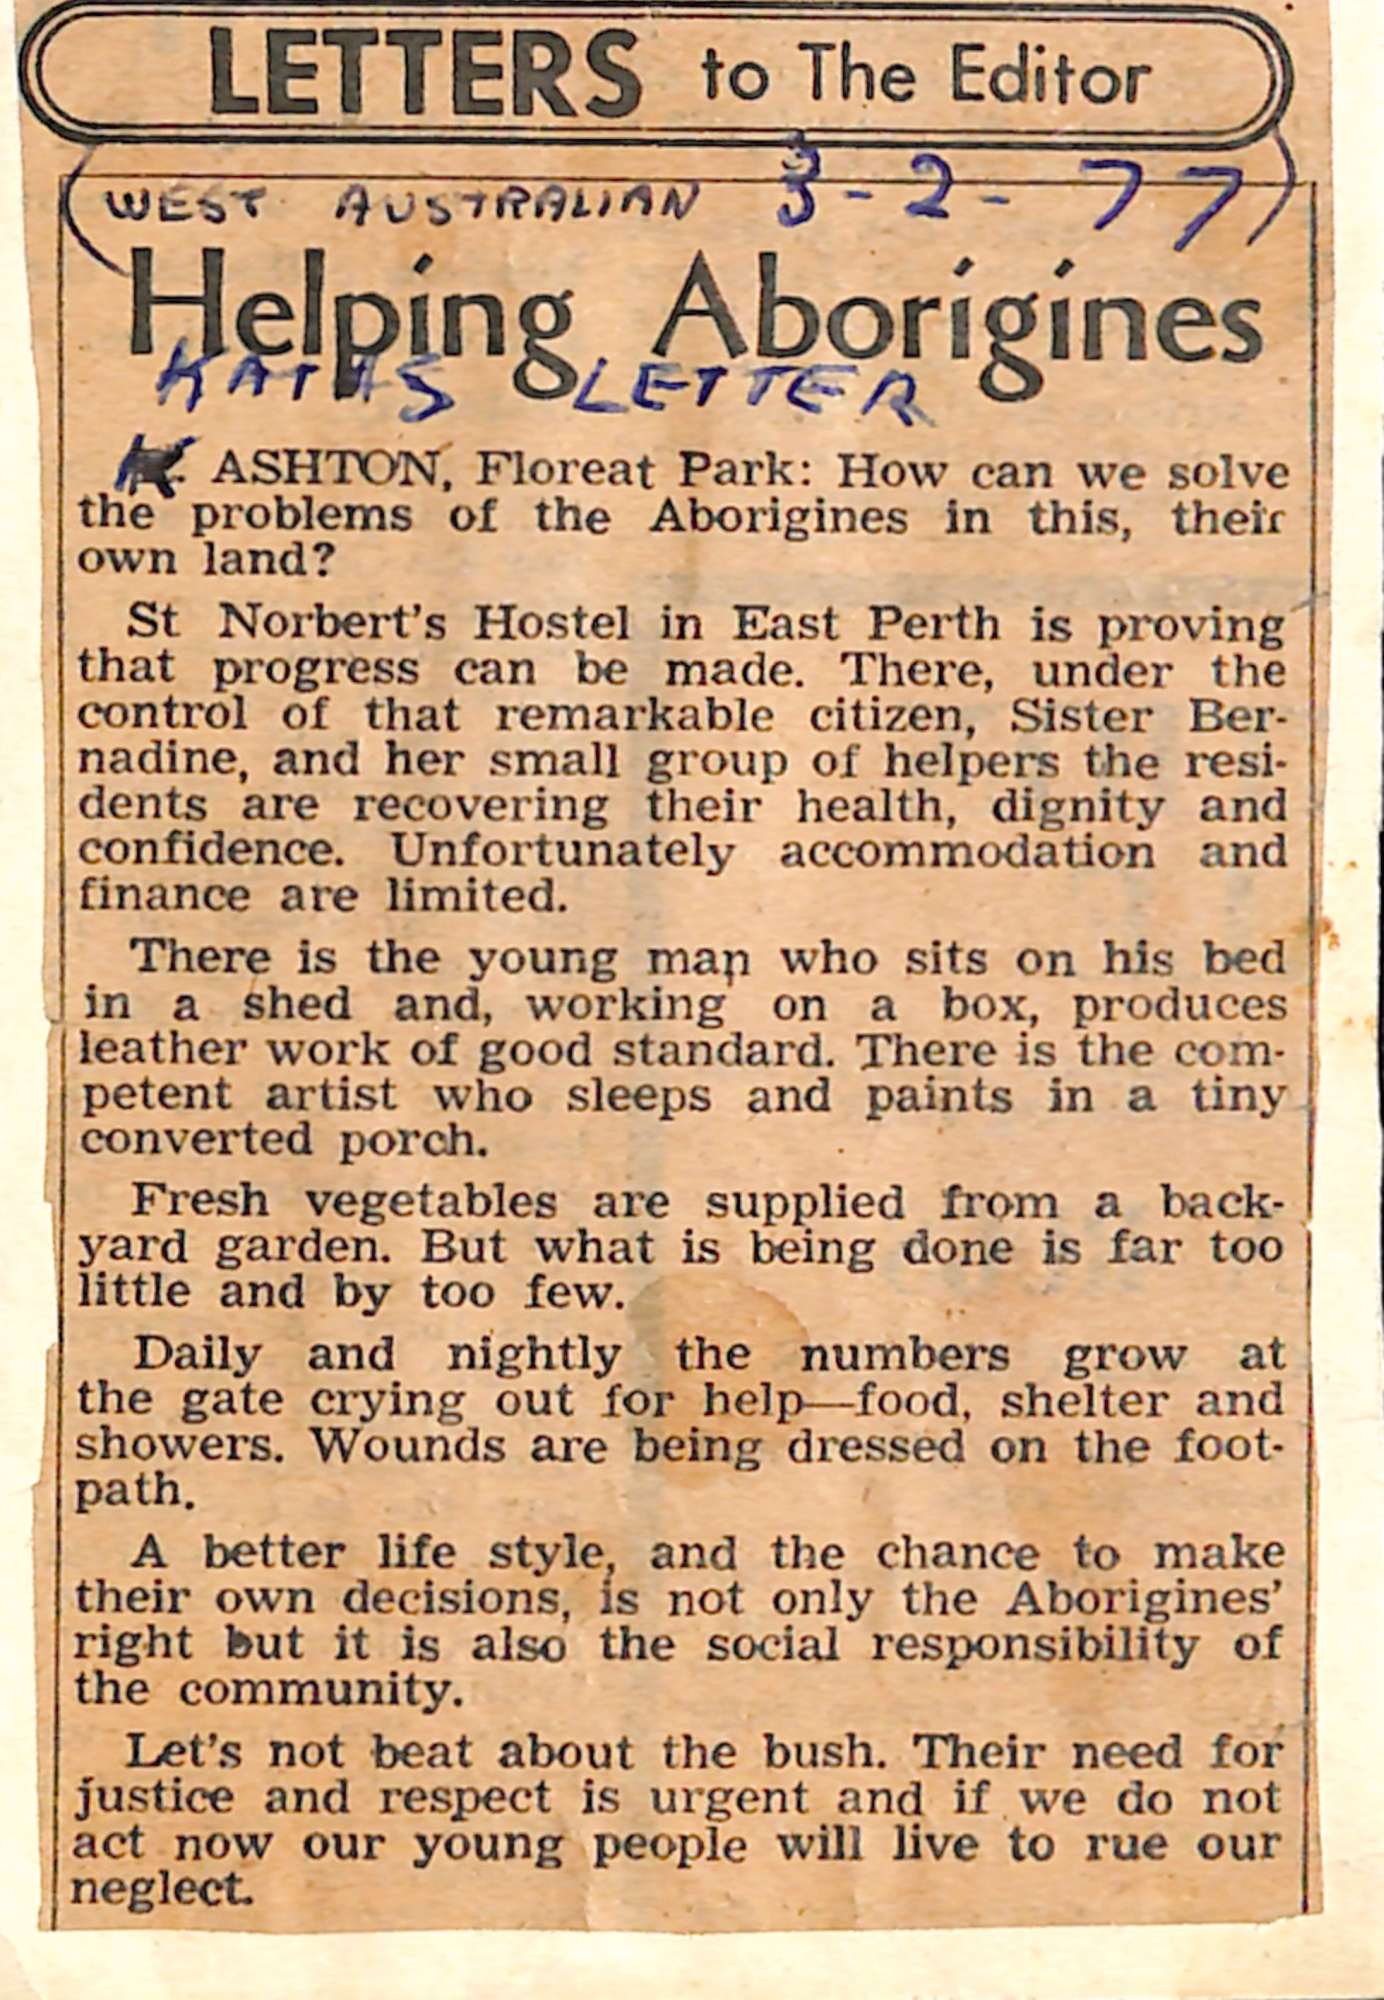 LETTERS to The Editor
(WEST AUSTRALIAN 3-2-77)
Helping Aborigines
KATHS LETTER
K. ASHTON, Floreat Park: How can we solve
the problems of the Aborigines in this, their
own land?
St Norbert's Hostel in East Perth is proving
that progress can be made. There, under the
control of that remarkable citizen, Sister Ber-
nadine, and her small group of helpers the resi-
dents are recovering their health, dignity and
confidence. Unfortunately accommodation and
finance are limited.
There is the young man who sits on his bed
in a shed and, working on a box, produces
leather work of good standard. There is the com-
petent artist who sleeps and paints in a tiny
converted porch.
Fresh vegetables are supplied from a back-
yard garden. But what is being done is far too
little and by too few.
Daily and nightly the numbers grow at
the gate crying out for help—food, shelter and
showers. Wounds are being dressed on the foot-
path.
A better life style, and the chance to make
their own decisions, is not only the Aborigines'
right but it is also the social responsibility of
the community.
Let's not beat about the bush. Their need for
justice and respect is urgent and if we do not
act now our young people will live to rue our
neglect.